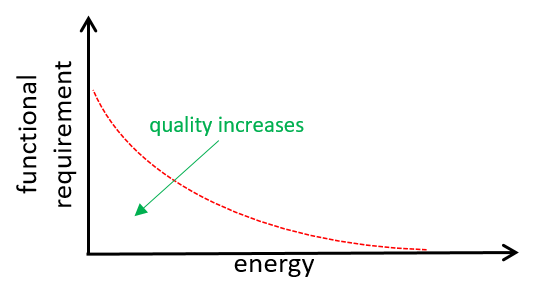 functional
requirement
quality increases
energy